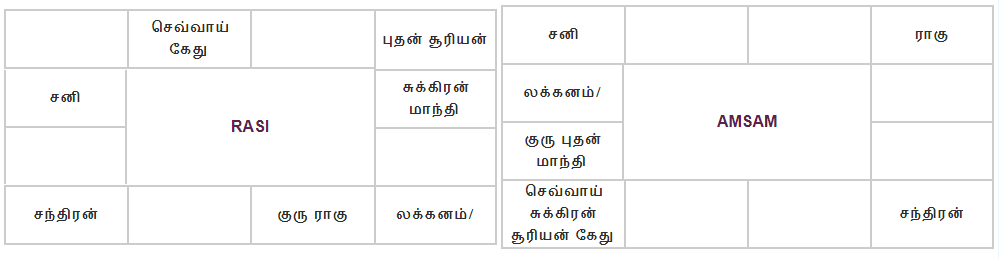 செவ்வாய்
கேது
புதன் சூரியன்
சனி
சுக்கிரன்
மாந்தி
RASI
சந்திரன்
குரு ராகு
லக்கனம்/
சனி
ராகு
லக்கனம்/
AMSAM
குரு புதன்
மாந்தி
செவ்வாய்
சுக்கிரன்
சூரியன் கேது
சந்திரன்